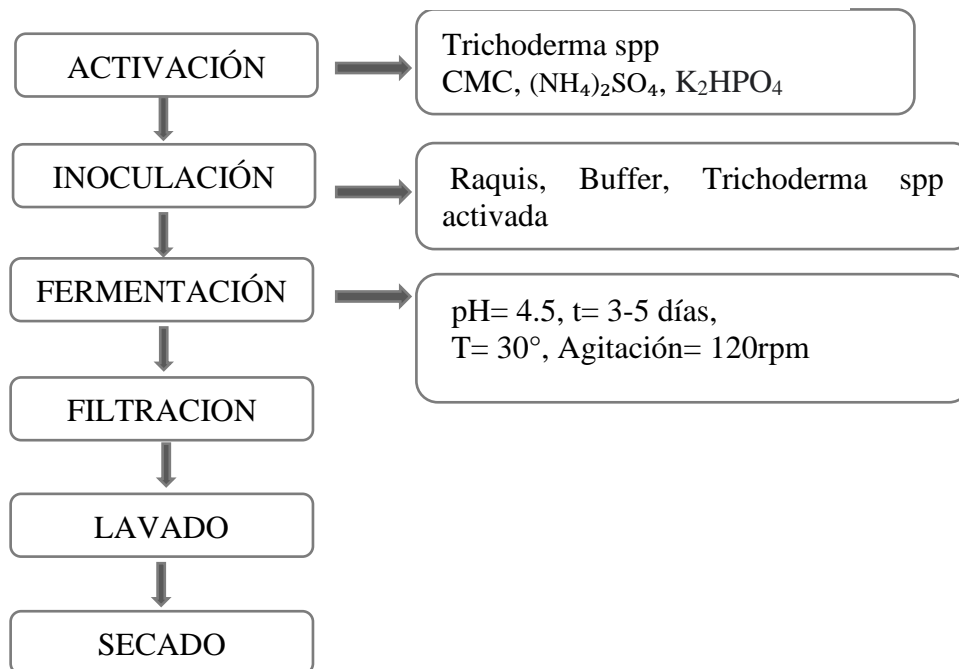 ACTIVACIÓN
Trichoderma spp
CMC, (NH₄)₂SO₄, K₂HPO₄
INOCULACIÓN
Raquis, Buffer, Trichoderma spp
activada
FERMENTACIÓN
pH= 4.5, t= 3-5 días,
T= 30°, Agitación= 120rpm
FILTRACION
LAVADO
SECADO